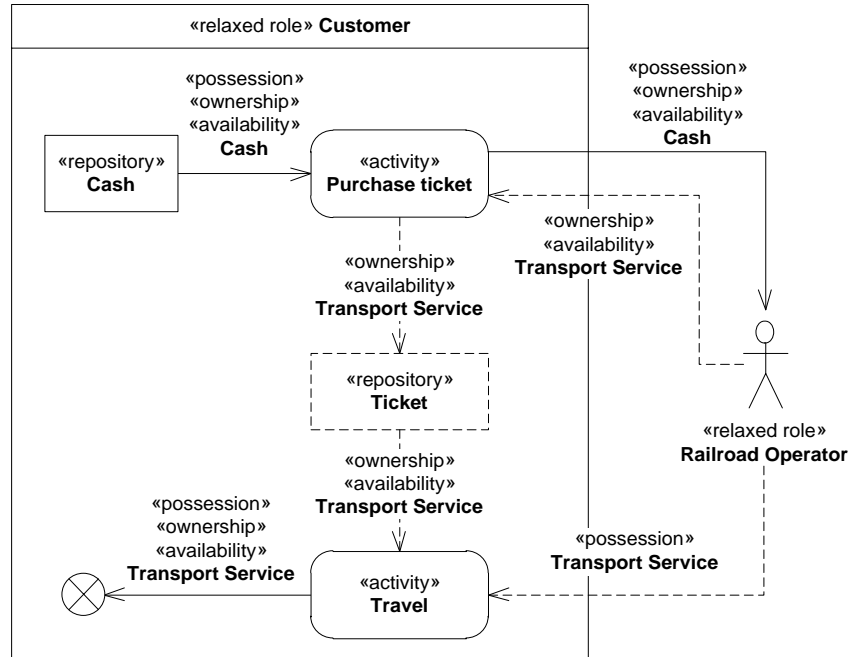 «relaxed role» Customer
«possession»
«ownership»
«availability»
Cash
«possession»
«ownership»
«availability»
Cash
«repository»
Cash
«activity»
Purchase ticket
«ownership»
«availability»
Transport Service
«ownership»
«availability»
Transport Service
«repository»
Ticket
«relaxed role»
Railroad Operator
«ownership»
«availability»
Transport Service
«possession»
«ownership»
«availability»
Transport Service
«possession»
Transport Service
«activity»
Travel